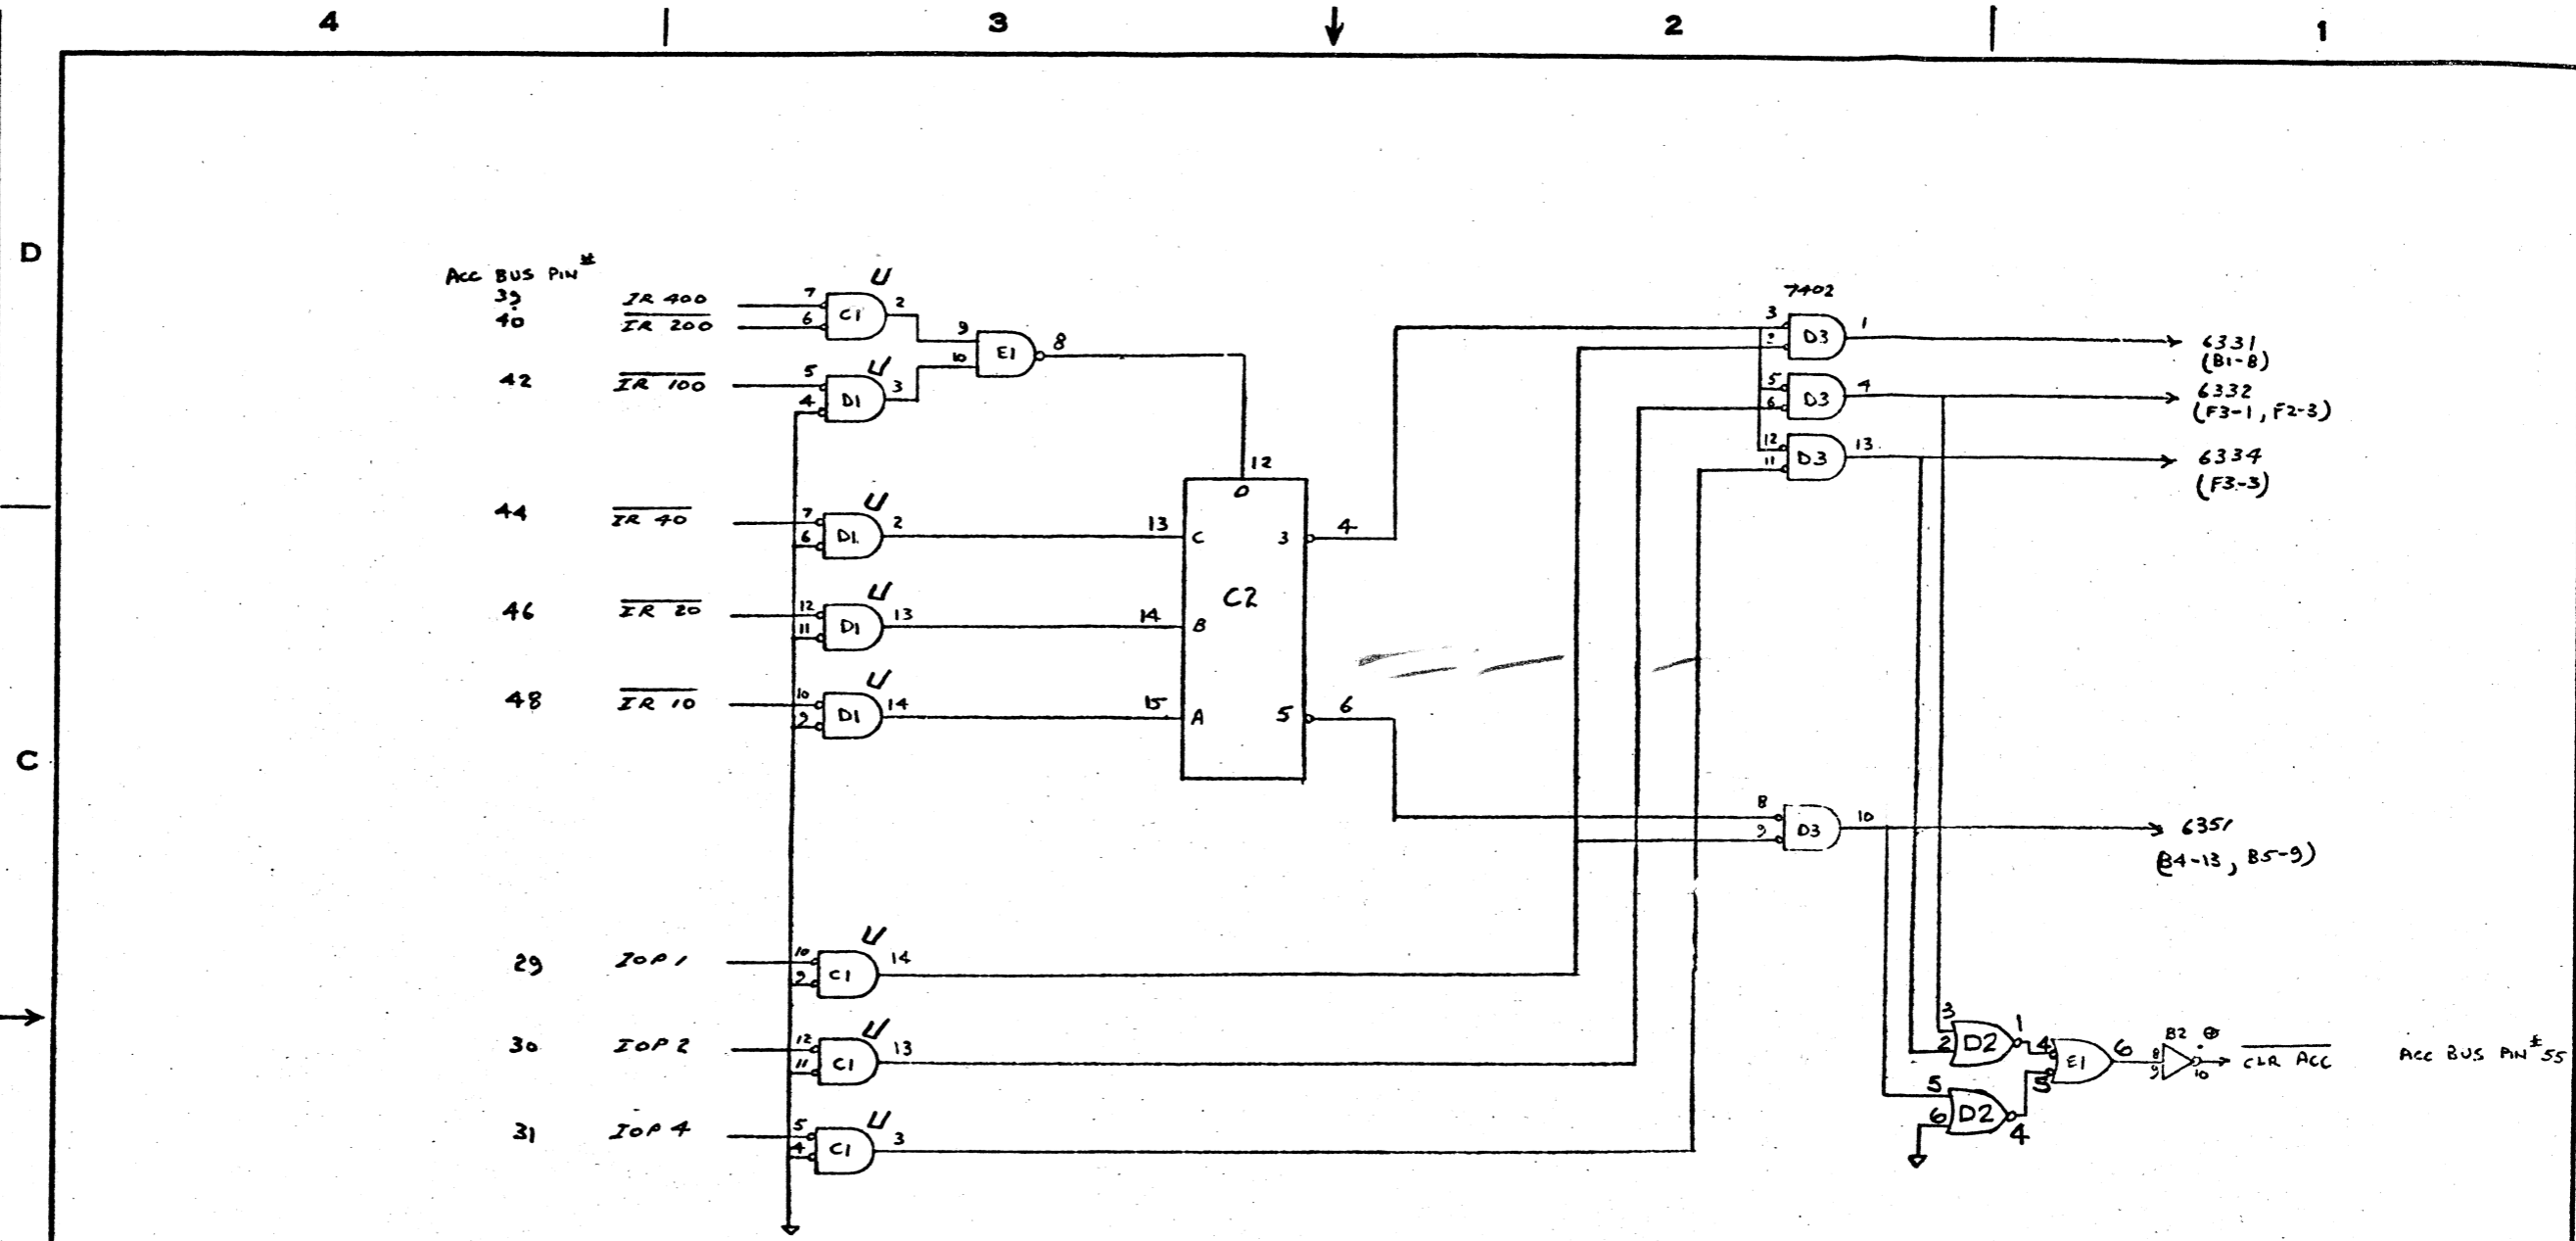 4 3 2 1
D
C
ACC BUS PIN #
39 IR 400 7 6 C1 U 2
40 IR 200
9 10 E1 8
42 IR 100 5 4 D1 U 3
44 IR 40 7 6 D1 U 2 13 C
46 IR 20 12 11 D1 U 13 14 B
48 IR 10 10 9 D1 U 14 15 A
12 D
C2
3 4
5 6
29 IOP 1 10 9 C1 U 14
30 IOP 2 12 11 C1 U 13
31 IOP 4 5 4 C1 U 3
7402
3 2 D3 1 6331
(B1-8)
5 6 D3 4 6332
(F3-1, F2-3)
12 11 D3 13 6334
(F3-3)
8 9 D3 10 6351
(B4-13, B5-9)
3 2 D2 1
5 6 D2 4
4 5 E1 6
B2
8 9 10 CLR ACC ACC BUS PIN # 55